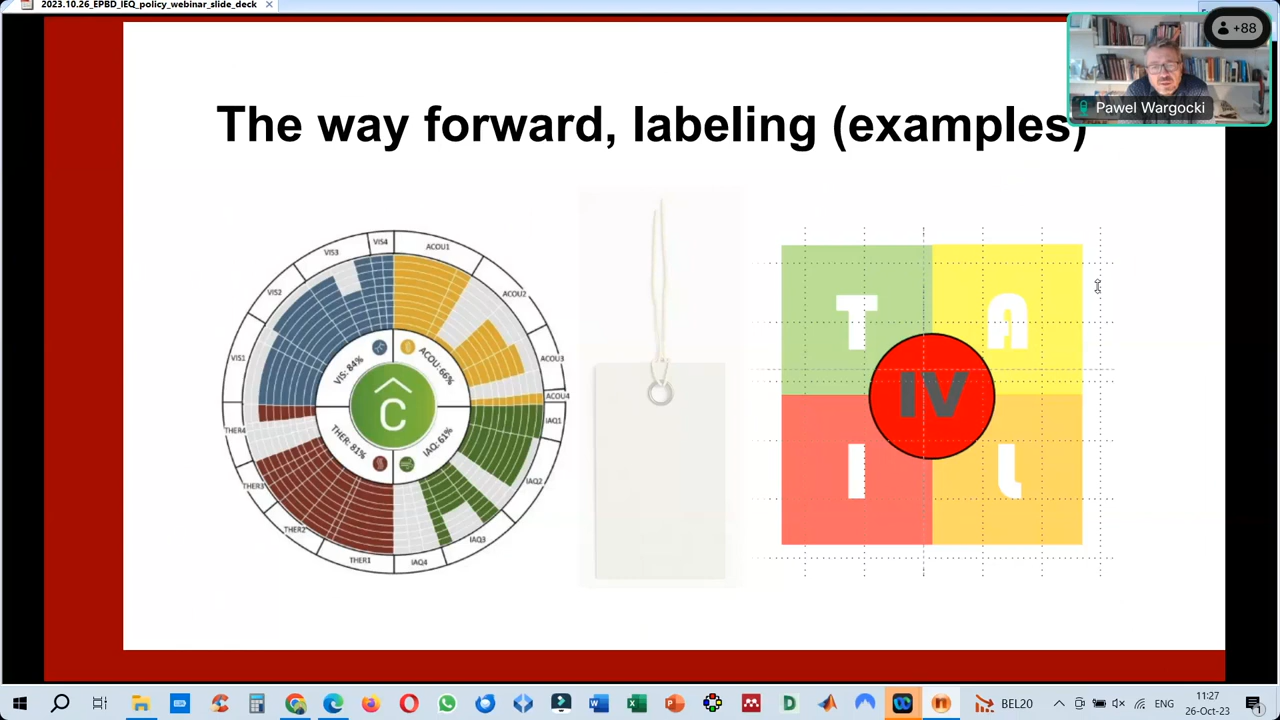 2023.10.26_EPBD_IEQ_policy_webinar_slide_deck
+88
Pawel Wargocki
The way forward, labeling (examples)
VIS4
ACOU1
VIS3
VIS2
ACOU2
VIS1
ACOU3
VIS: 84%
ACOU: 66%
C
ACOU4
IAQ1
THER4
THER: 81%
IAQ: 61%
THER3
IAQ2
THER2
IAQ3
THER1
IAQ4
T
A
IV
I
L
BEL20
ENG
11:27
26-Oct-23
1